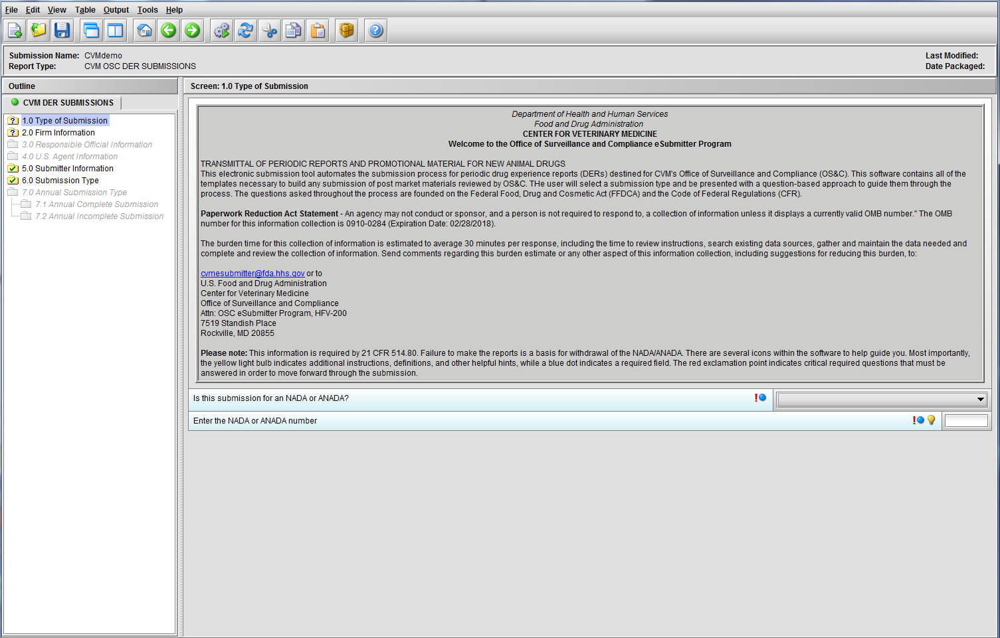 File Edit View Table Output Tools Help
Submission Name: CVMdemo
Last Modified:
Report Type: CVM OSC DER SUBMISSIONS
Date Packaged:
Outline
CVM DER SUBMISSIONS
1.0 Type of Submission
2.0 Firm Information
3.0 Responsible Official Information
4.0 U.S. Agent Information
5.0 Submitter Information
6.0 Submission Type
7.0 Annual Submission Type
7.1 Annual Complete Submission
7.2 Annual Incomplete Submission
Screen: 1.0 Type of Submission
Department of Health and Human Services
Food and Drug Administration
CENTER FOR VETERINARY MEDICINE
Welcome to the Office of Surveillance and Compliance eSubmitter Program
TRANSMITTAL OF PERIODIC REPORTS AND PROMOTIONAL MATERIAL FOR NEW ANIMAL DRUGS
This electronic submission tool automates the submission process for periodic drug experience reports (DERs) destined for CVM's Office of Surveillance and Compliance (OS&C). This software contains all of the
templates necessary to build any submission of post market materials reviewed by OS&C. THe user will select a submission type and be presented with a question-based approach to guide them through the
process. The questions asked throughout the process are founded on the Federal Food, Drug and Cosmetic Act (FFDCA) and the Code of Federal Regulations (CFR).
Paperwork Reduction Act Statement - An agency may not conduct or sponsor, and a person is not required to respond to, a collection of information unless it displays a currently valid OMB number." The OMB
number for this information collection is 0910-0284 (Expiration Date: 02/28/2018).
The burden time for this collection of information is estimated to average 30 minutes per response, including the time to review instructions, search existing data sources, gather and maintain the data needed and
complete and review the collection of information. Send comments regarding this burden estimate or any other aspect of this information collection, including suggestions for reducing this burden, to:
cvmesubmitter@fda.hhs.gov or to
U.S. Food and Drug Administration
Center for Veterinary Medicine
Office of Surveillance and Compliance
Attn: OSC eSubmitter Program, HFV-200
7519 Standish Place
Rockville, MD 20855
Please note: This information is required by 21 CFR 514.80. Failure to make the reports is a basis for withdrawal of the NADA/ANADA. There are several icons within the software to help guide you. Most importantly,
the yellow light bulb indicates additional instructions, definitions, and other helpful hints, while a blue dot indicates a required field. The red exclamation point indicates critical required questions that must be
answered in order to move forward through the submission.
Is this submission for an NADA or ANADA?
Enter the NADA or ANADA number